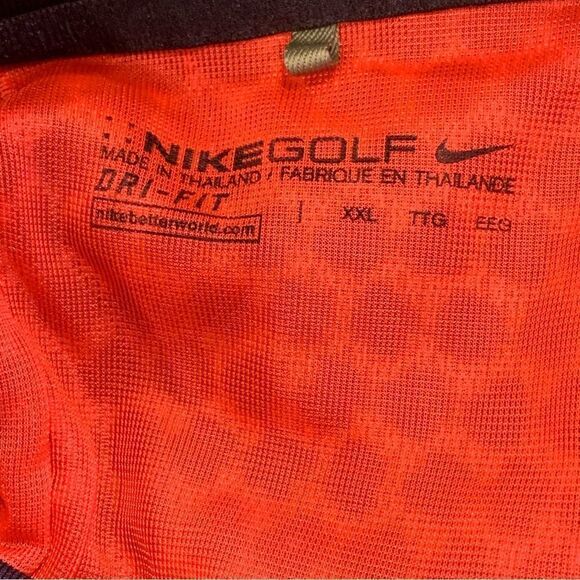 NIKEGOLF
MADE IN THAILAND / FABRIQUE EN THAILANDE
DRI-FIT
nikebetterworld.com
XXL TTG EEG